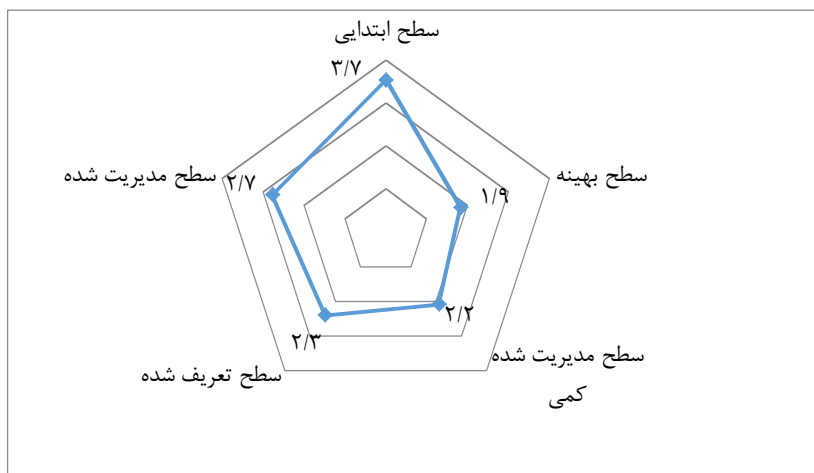 سطح ابتدایی
۳/۷
سطح بهینه
۱/۹
سطح مدیریت شده
۲/۷
۲/۲
سطح مدیریت شده
کمی
۲/۳
سطح تعریف شده